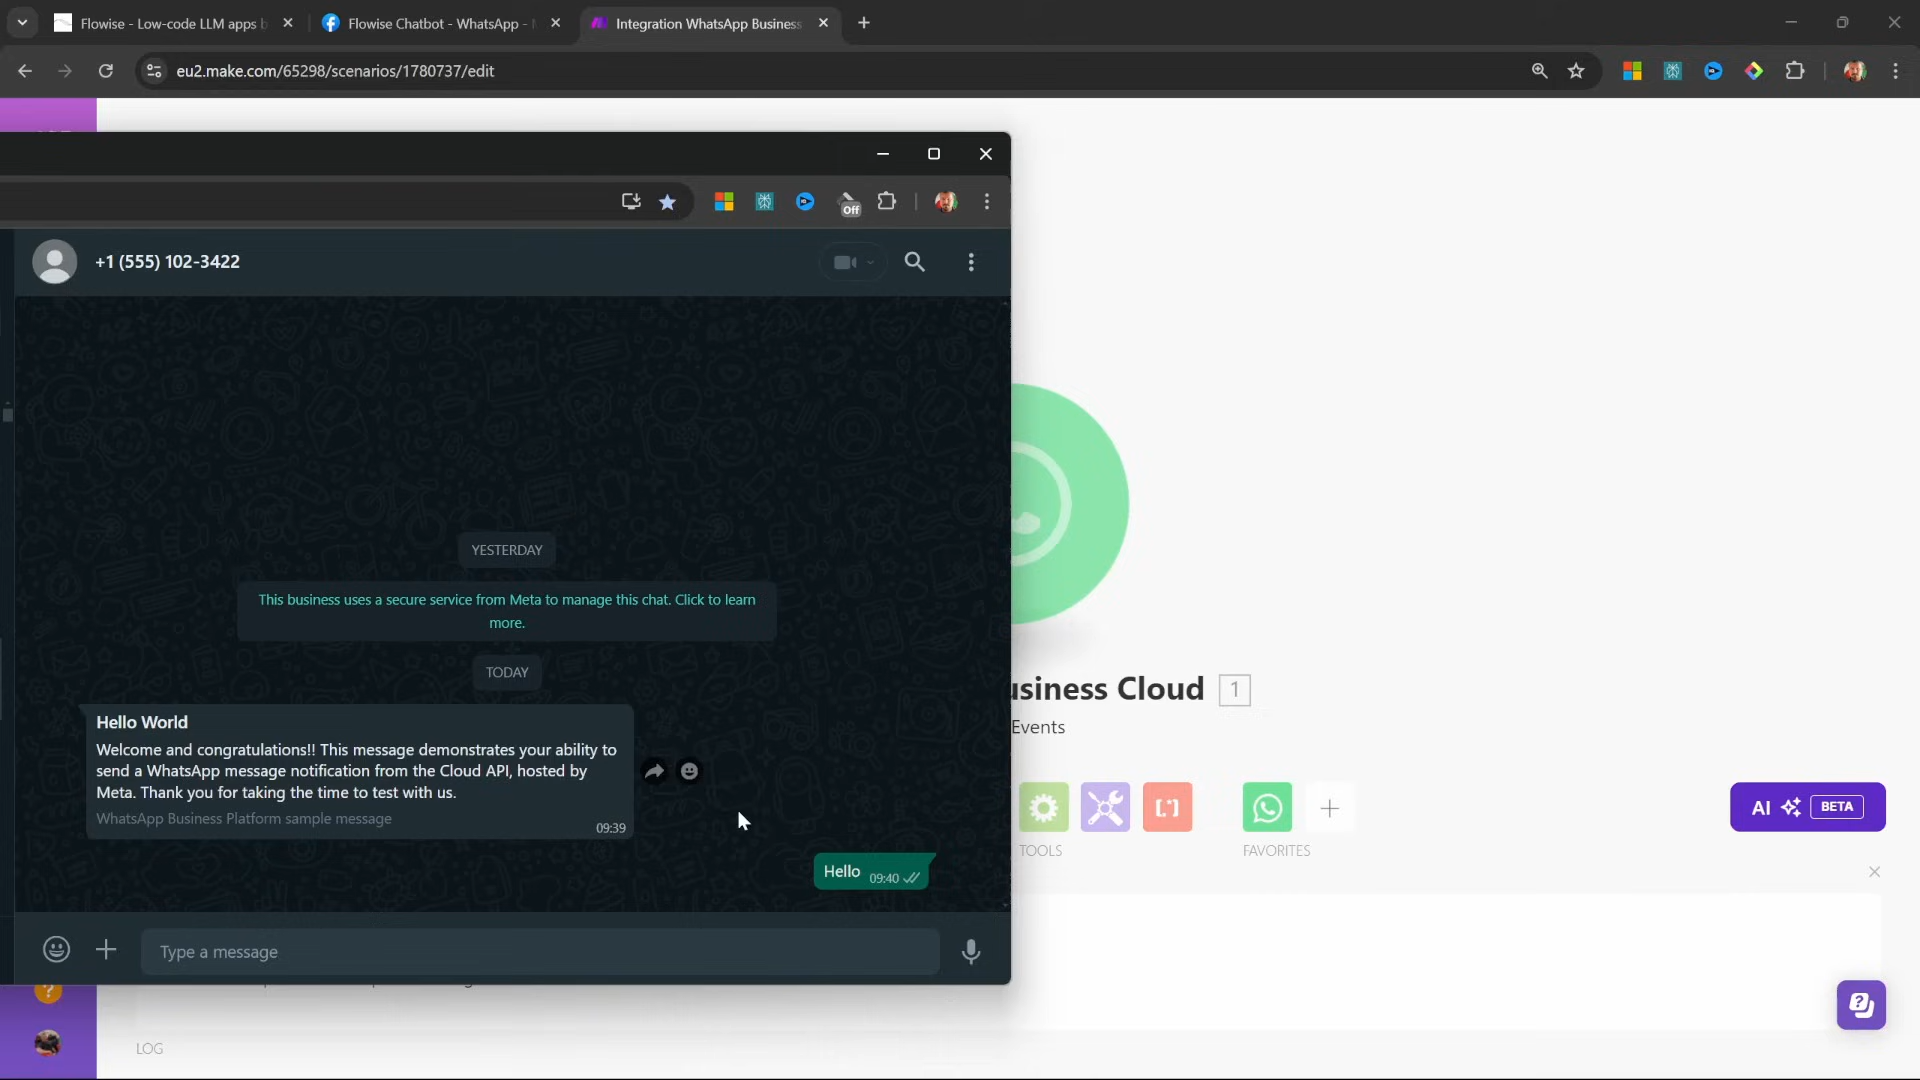 Flowise - Low-code LLM apps b
Flowise Chatbot - WhatsApp -
Integration WhatsApp Business
eu2.make.com/65298/scenarios/1780737/edit
Off
+1 (555) 102-3422
YESTERDAY
This business uses a secure service from Meta to manage this chat. Click to learn
more.
TODAY
Hello World
Welcome and congratulations!! This message demonstrates your ability to
send a WhatsApp message notification from the Cloud API, hosted by
Meta. Thank you for taking the time to test with us.
WhatsApp Business Platform sample message
09:39
Hello 09:40
Type a message
usiness Cloud 1
Events
TOOLS
FAVORITES
AI BETA
LOG